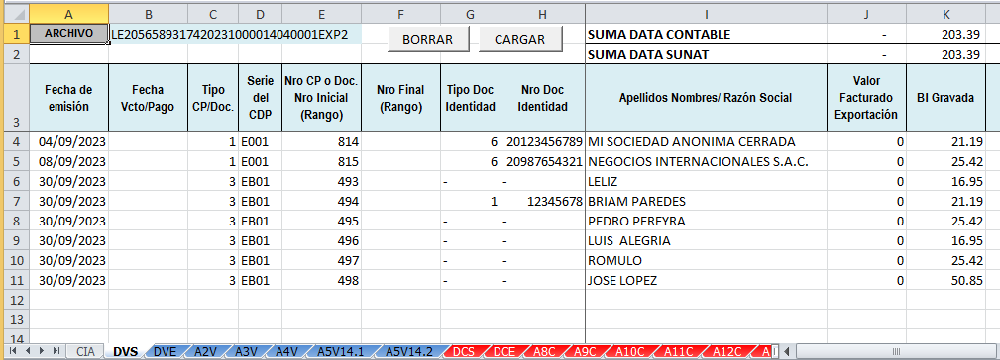 A B C D E F G H I J K
1 ARCHIVO LE2056589317420231000014040001EXP2 BORRAR CARGAR SUMA DATA CONTABLE - 203.39
2 SUMA DATA SUNAT - 203.39
3 Fecha de emisión Fecha Vcto/Pago Tipo CP/Doc. Serie del CDP Nro CP o Doc. Nro Inicial (Rango) Nro Final (Rango) Tipo Doc Identidad Nro Doc Identidad Apellidos Nombres/ Razón Social Valor Facturado Exportación BI Gravada
4 04/09/2023 1 E001 814 6 20123456789 MI SOCIEDAD ANONIMA CERRADA 0 21.19
5 08/09/2023 1 E001 815 6 20987654321 NEGOCIOS INTERNACIONALES S.A.C. 0 25.42
6 30/09/2023 3 EB01 493 - - LELIZ 0 16.95
7 30/09/2023 3 EB01 494 1 12345678 BRIAM PAREDES 0 21.19
8 30/09/2023 3 EB01 495 - - PEDRO PEREYRA 0 25.42
9 30/09/2023 3 EB01 496 - - LUIS ALEGRIA 0 16.95
10 30/09/2023 3 EB01 497 - - ROMULO 0 25.42
11 30/09/2023 3 EB01 498 - - JOSE LOPEZ 0 50.85
12
13
14
CIA DVS DVE A2V A3V A4V A5V14.1 A5V14.2 DCS DCE A8C A9C A10C A11C A12C A